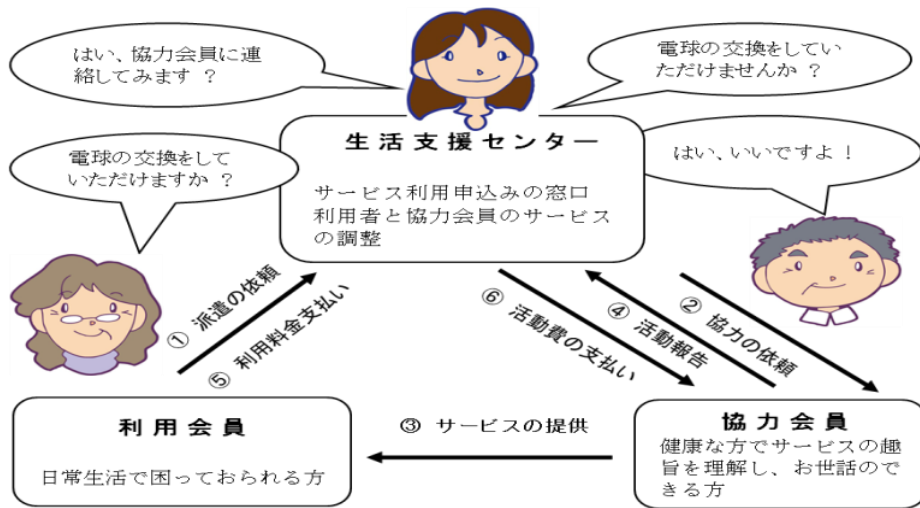 はい、協力会員に連
絡してみます ?
電球の交換をしてい
ただけませんか ?
電球の交換をして
いただけますか ?
はい、いいですよ !
生活支援センター
サービス利用申込みの窓口
利用者と協力会員のサービス
の調整
① 派遣の依頼
⑤ 利用料金支払い
⑥ 活動費の支払い
④ 活動報告
② 協力の依頼
③ サービスの提供
利用会員
日常生活で困っておられる方
協力会員
健康な方でサービスの趣
旨を理解し、お世話ので
きる方